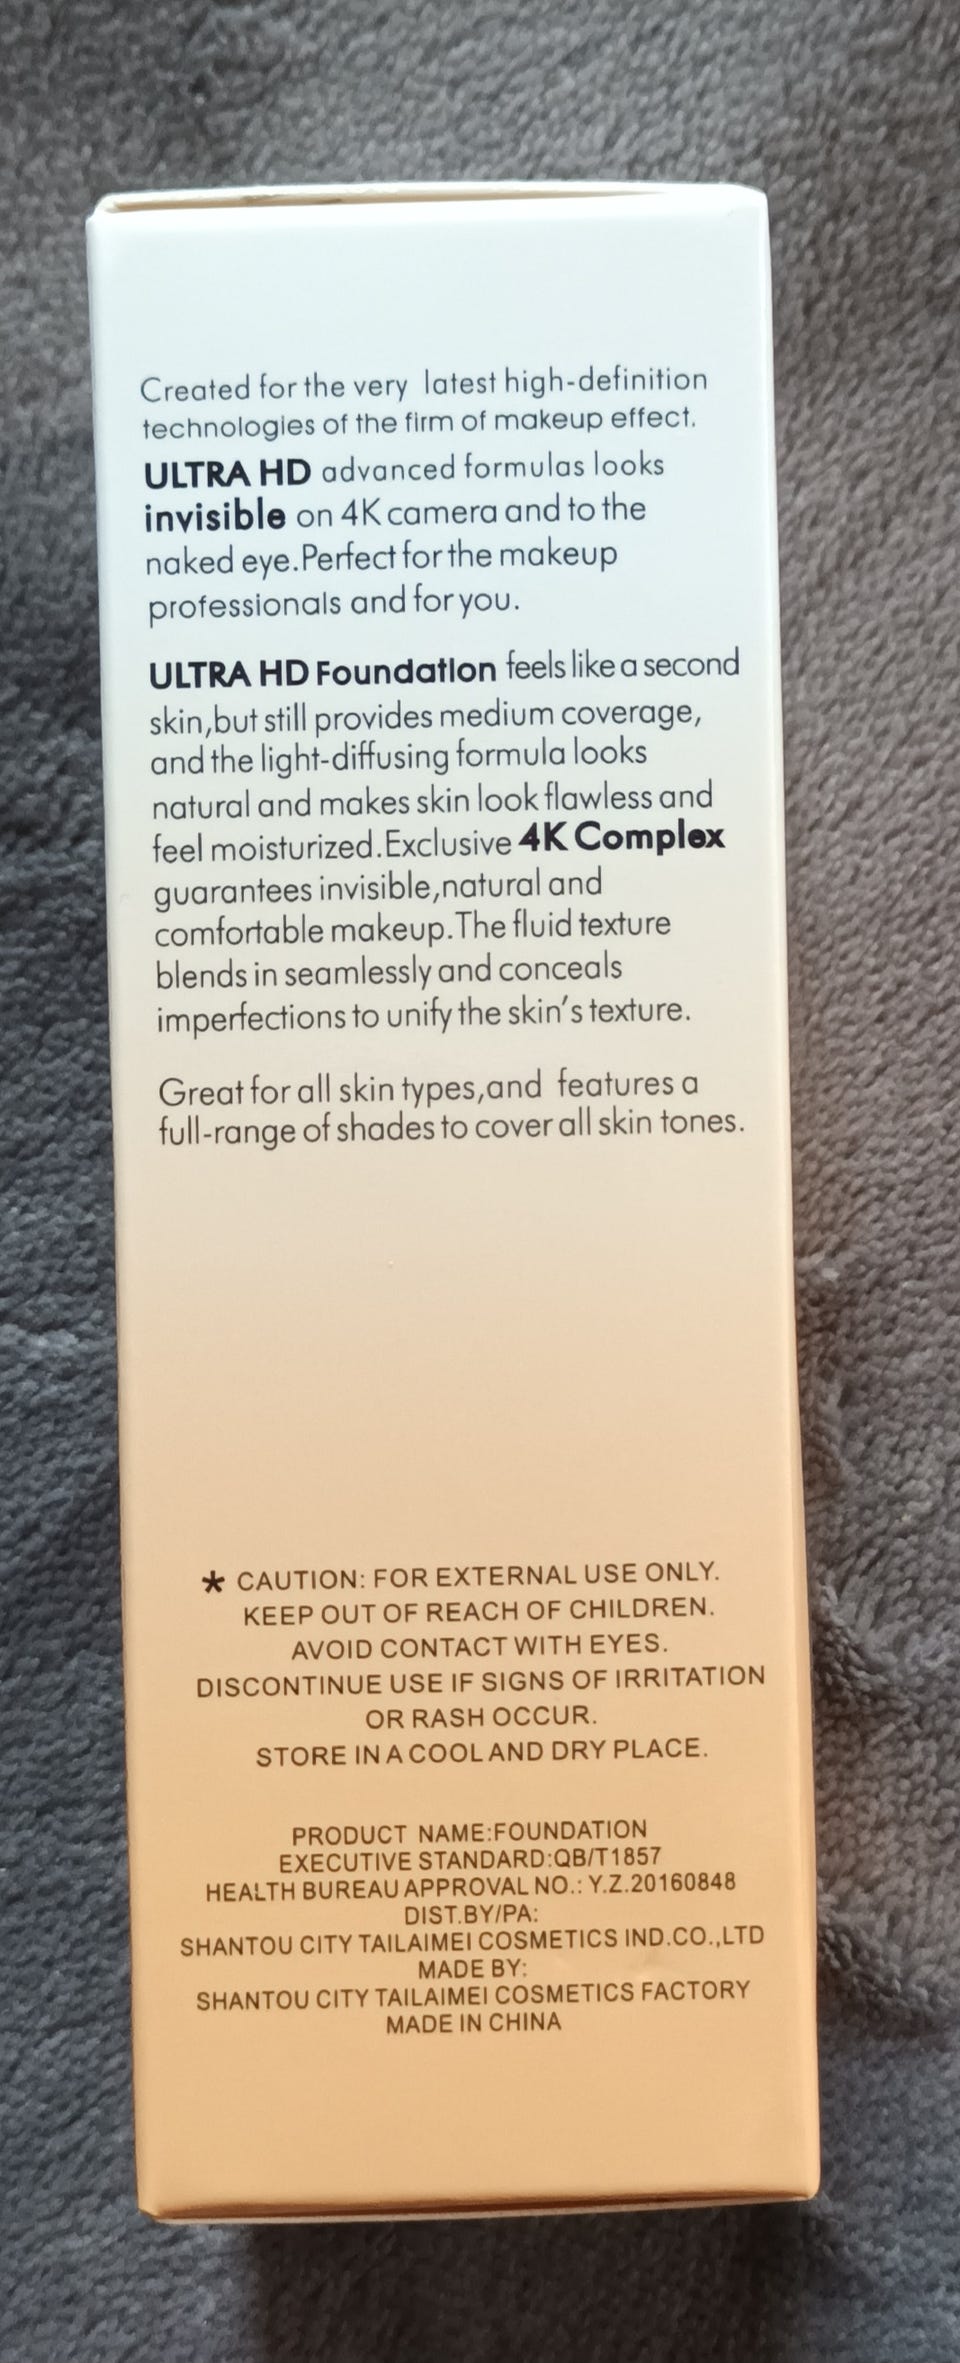 Created for the very latest high-definition
technologies of the firm of makeup effect.
ULTRA HD advanced formulas looks
invisible on 4K camera and to the
naked eye.Perfect for the makeup
professionals and for you.
ULTRA HD Foundation feels like a second
skin,but still provides medium coverage,
and the light-diffusing formula looks
natural and makes skin look flawless and
feel moisturized.Exclusive 4K Complex
guarantees invisible,natural and
comfortable makeup.The fluid texture
blends in seamlessly and conceals
imperfections to unify the skin's texture.
Great for all skin types,and features a
full-range of shades to cover all skin tones.
* CAUTION: FOR EXTERNAL USE ONLY.
KEEP OUT OF REACH OF CHILDREN.
AVOID CONTACT WITH EYES.
DISCONTINUE USE IF SIGNS OF IRRITATION
OR RASH OCCUR.
STORE IN A COOL AND DRY PLACE.
PRODUCT NAME:FOUNDATION
EXECUTIVE STANDARD:QB/T1857
HEALTH BUREAU APPROVAL NO.: Y.Z.20160848
DIST.BY/PA:
SHANTOU CITY TAILAIMEI COSMETICS IND.CO.,LTD
MADE BY:
SHANTOU CITY TAILAIMEI COSMETICS FACTORY
MADE IN CHINA